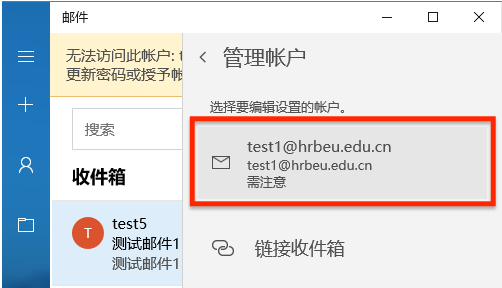 邮件
无法访问此帐户: t
更新密码或授予帐
搜索
收件箱
T
test5
测试邮件1
测试邮件1
管理帐户
选择要编辑设置的帐户。
test1@hrbeu.edu.cn
test1@hrbeu.edu.cn
需注意
链接收件箱